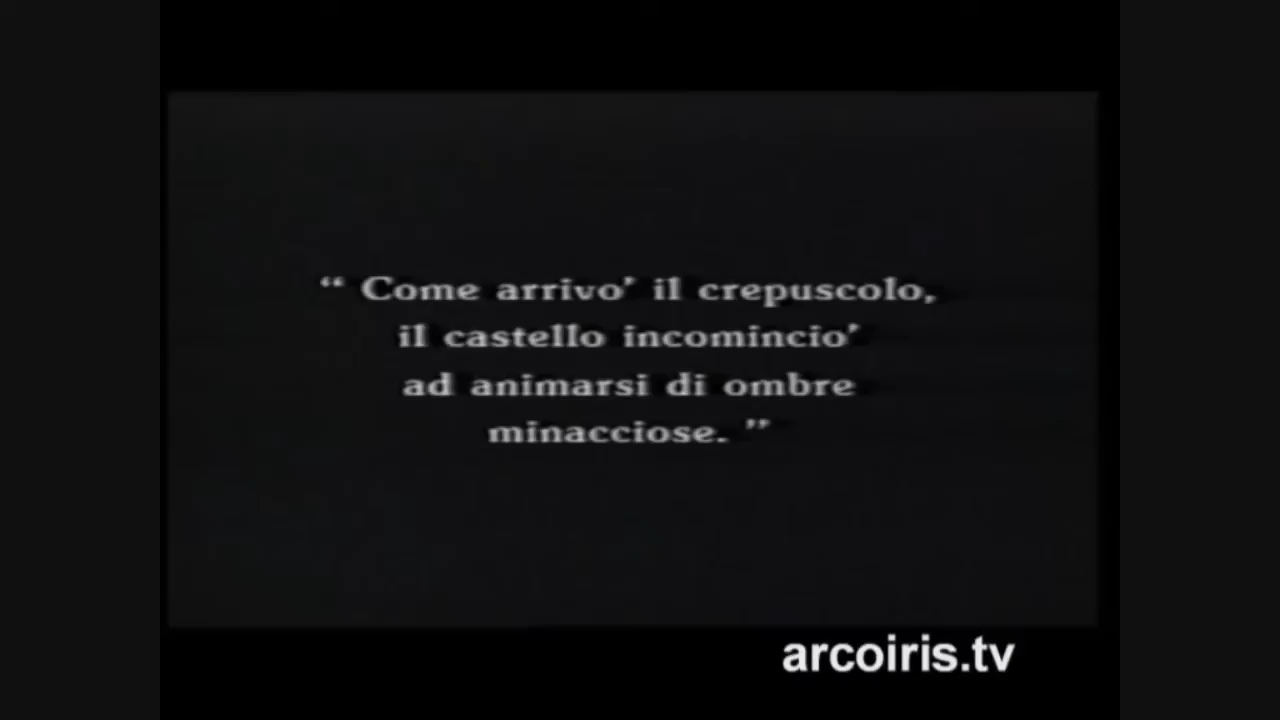 “ Come arrivo’ il crepuscolo,
il castello incomincio’
ad animarsi di ombre
minacciose. ”
arcoiris.tv